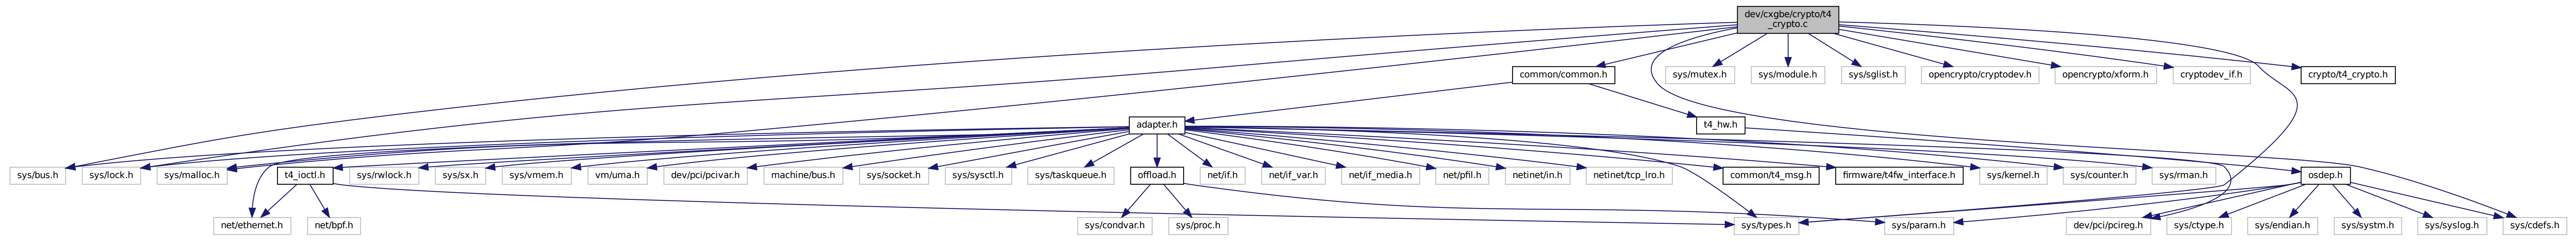 dev/cxgbe/crypto/t4
_crypto.c
common/common.h
sys/mutex.h
sys/module.h
sys/sglist.h
opencrypto/cryptodev.h
opencrypto/xform.h
cryptodev_if.h
crypto/t4_crypto.h
adapter.h
t4_hw.h
sys/bus.h
sys/lock.h
sys/malloc.h
t4_ioctl.h
sys/rwlock.h
sys/sx.h
sys/vmem.h
vm/uma.h
dev/pci/pcivar.h
machine/bus.h
sys/socket.h
sys/sysctl.h
sys/taskqueue.h
offload.h
net/if.h
net/if_var.h
net/if_media.h
net/pfil.h
netinet/in.h
netinet/tcp_lro.h
common/t4_msg.h
firmware/t4fw_interface.h
sys/kernel.h
sys/counter.h
sys/rman.h
osdep.h
net/ethernet.h
net/bpf.h
sys/condvar.h
sys/proc.h
sys/types.h
sys/param.h
dev/pci/pcireg.h
sys/ctype.h
sys/endian.h
sys/systm.h
sys/syslog.h
sys/cdefs.h